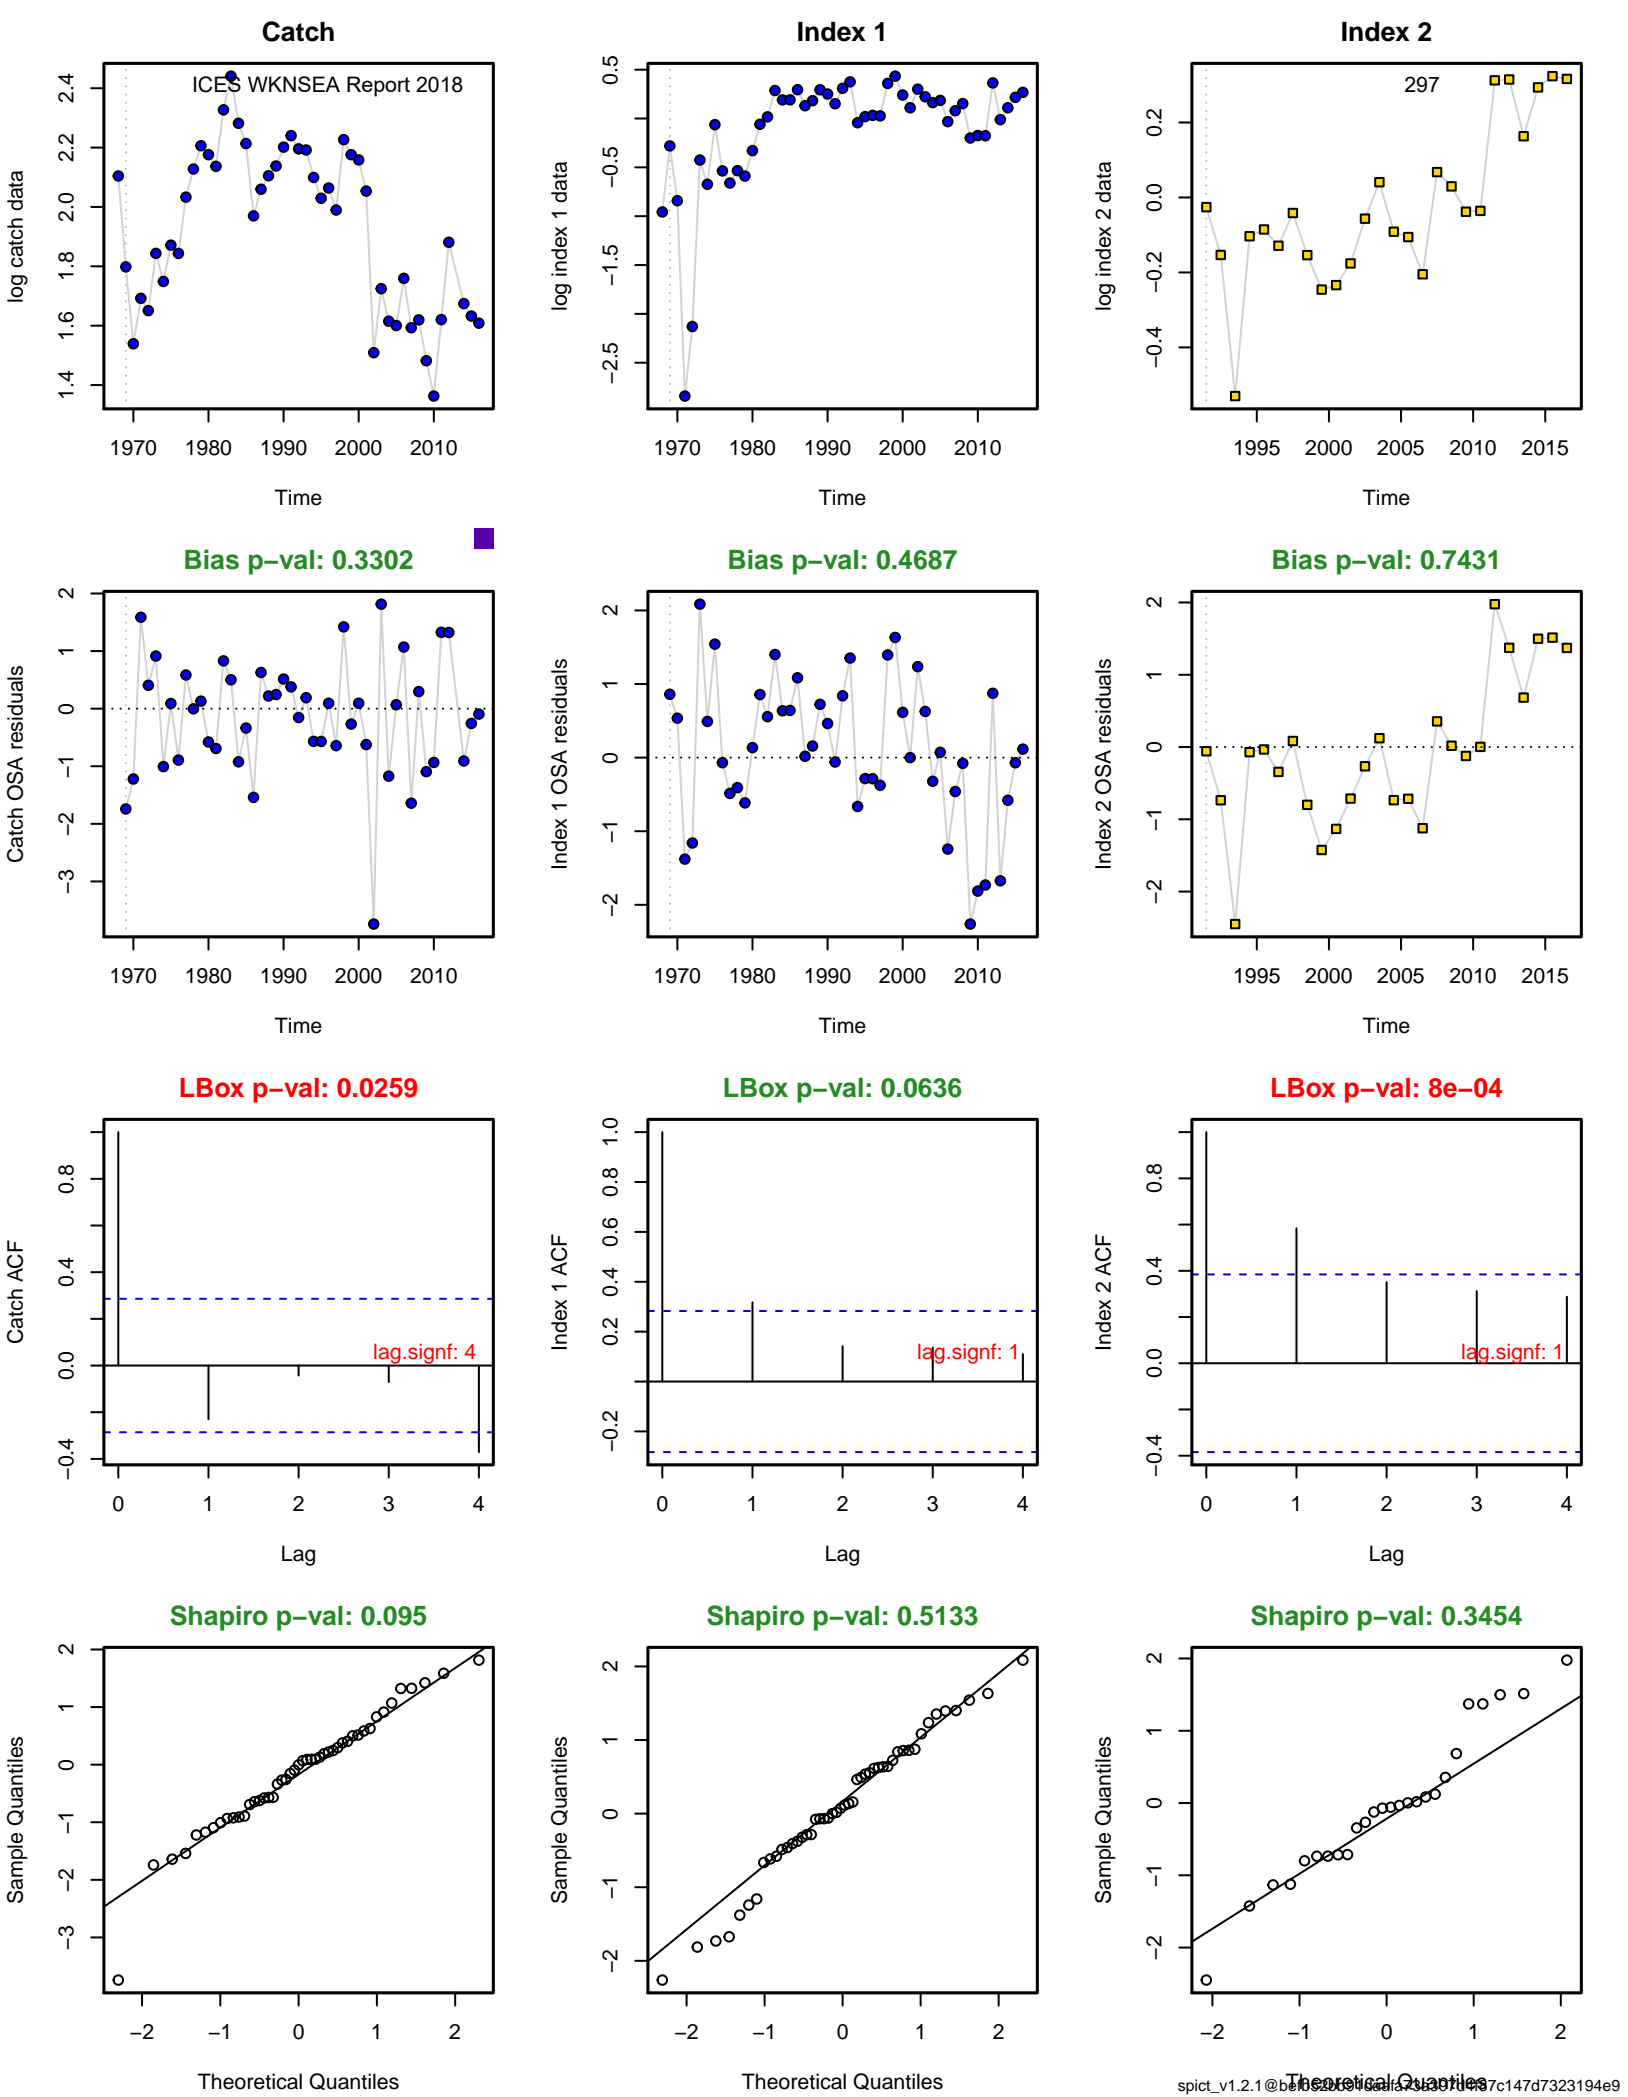 Catch
Index 1
Index 2
ICES WKNSEA Report 2018
297
log catch data
1.4 1.6 1.8 2.0 2.2 2.4
1970 1980 1990 2000 2010
Time
log index 1 data
−2.5 −1.5 −0.5 0.5
1970 1980 1990 2000 2010
Time
log index 2 data
−0.4 −0.2 0.0 0.2
1995 2000 2005 2010 2015
Time
Bias p−val: 0.3302
Bias p−val: 0.4687
Bias p−val: 0.7431
Catch OSA residuals
−3 −2 −1 0 1 2
1970 1980 1990 2000 2010
Time
Index 1 OSA residuals
−2 −1 0 1 2
1970 1980 1990 2000 2010
Time
Index 2 OSA residuals
−2 −1 0 1 2
1995 2000 2005 2010 2015
Time
LBox p−val: 0.0259
LBox p−val: 0.0636
LBox p−val: 8e−04
Catch ACF
−0.4 0.0 0.4 0.8
lag.signf: 4
0 1 2 3 4
Lag
Index 1 ACF
−0.2 0.2 0.4 0.6 0.8 1.0
lag.signf: 1
0 1 2 3 4
Lag
Index 2 ACF
−0.4 0.0 0.4 0.8
lag.signf: 1
0 1 2 3 4
Lag
Shapiro p−val: 0.095
Shapiro p−val: 0.5133
Shapiro p−val: 0.3454
Sample Quantiles
−3 −2 −1 0 1 2
−2 −1 0 1 2
Theoretical Quantiles
Sample Quantiles
−2 −1 0 1 2
−2 −1 0 1 2
Theoretical Quantiles
Sample Quantiles
−2 −1 0 1 2
−2 −1 0 1 2
Theoretical Quantiles